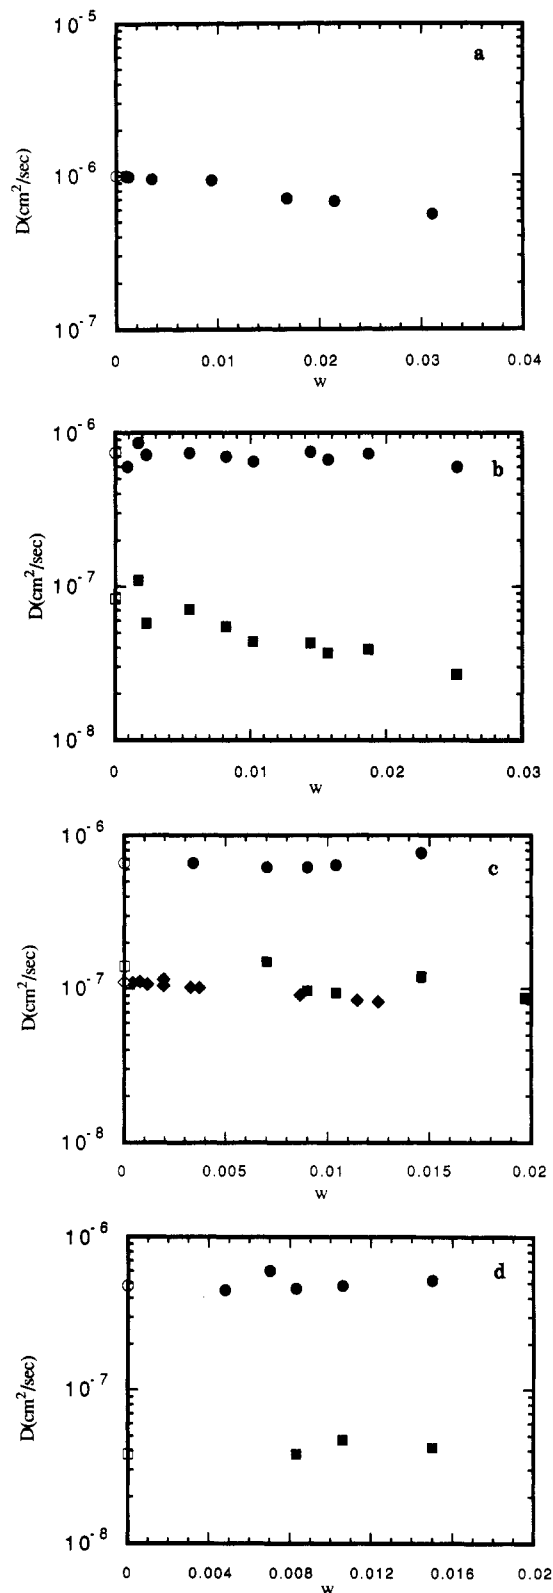 10⁻⁵
a
10⁻⁶
D(cm²/sec)
10⁻⁷
0 0.01 0.02 0.03 0.04
w
10⁻⁶
b
10⁻⁷
D(cm²/sec)
10⁻⁸
0 0.01 0.02 0.03
w
10⁻⁶
c
10⁻⁷
D(cm²/sec)
10⁻⁸
0 0.005 0.01 0.015 0.02
w
10⁻⁶
d
10⁻⁷
D(cm²/sec)
10⁻⁸
0 0.004 0.008 0.012 0.016 0.02
w